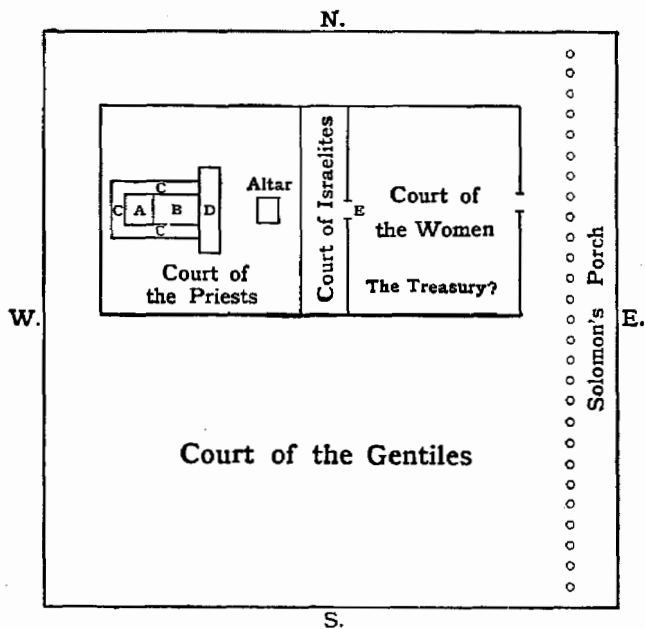 N.
Court of Israelites
Altar
C
Court of
the Women
C A B D
E
C
Court of
the Priests
The Treasury?
W.
E.
Solomon's Porch
Court of the Gentiles
S.